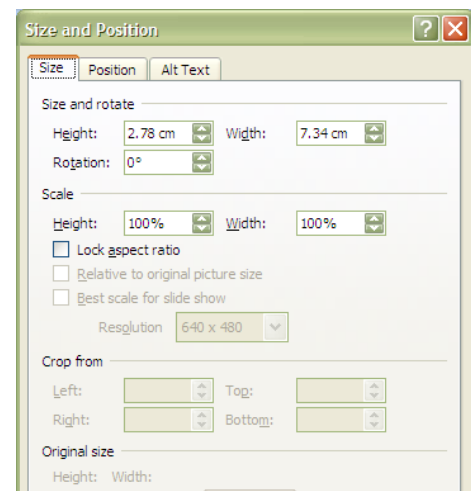 Size and Position
Size Position Alt Text
Size and rotate
Height: 2.78 cm Width: 7.34 cm
Rotation: 0°
Scale
Height: 100% Width: 100%
Lock aspect ratio
Relative to original picture size
Best scale for slide show
Resolution 640 x 480
Crop from
Left: Top:
Right: Bottom:
Original size
Height: Width: